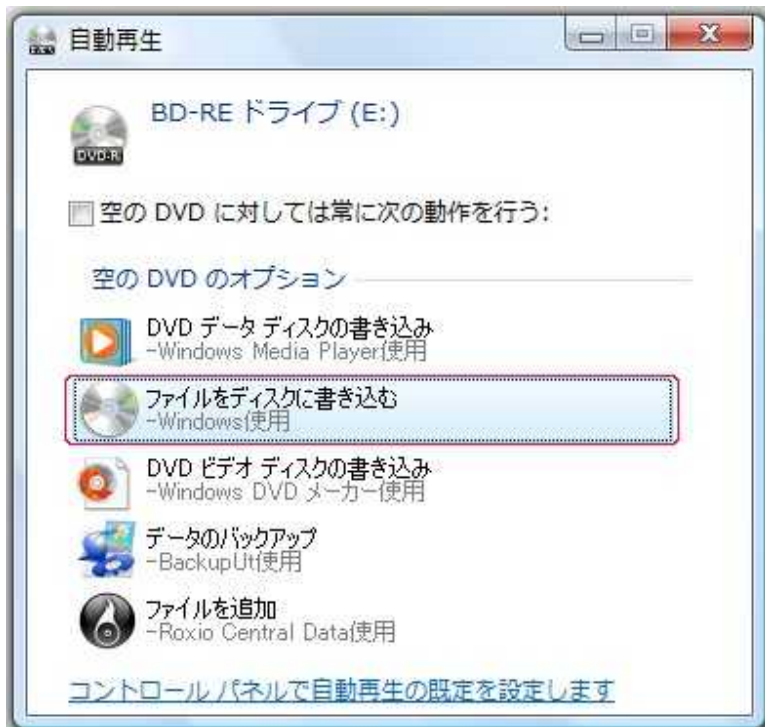 自動再生
BD-RE ドライブ (E:)
DVD-R
空の DVD に対しては常に次の動作を行う:
空の DVD のオプション
DVD データ ディスクの書き込み
-Windows Media Player使用
ファイルをディスクに書き込む
-Windows使用
DVD ビデオ ディスクの書き込み
-Windows DVD メーカー使用
データのバックアップ
-BackupUt使用
ファイルを追加
-Roxio Central Data使用
コントロール パネルで自動再生の既定を設定します